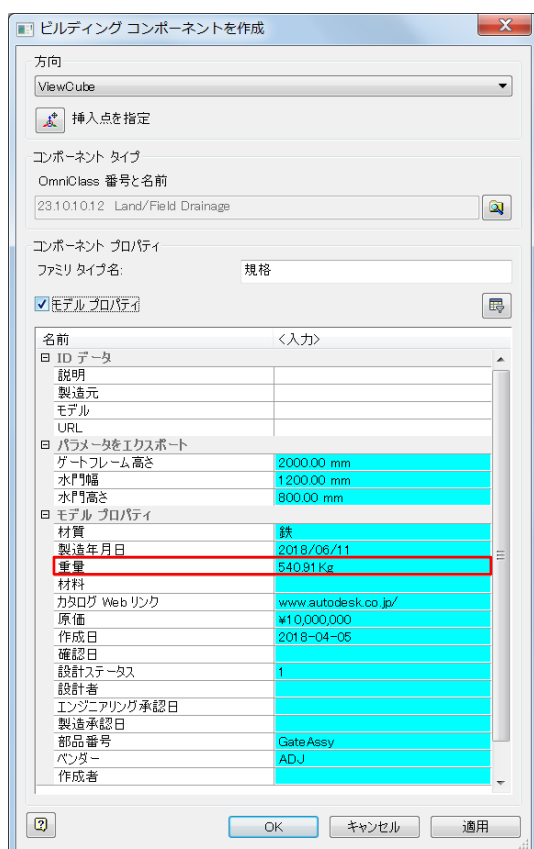 ビルディング コンポーネントを作成
方向
ViewCube
挿入点を指定
コンポーネント タイプ
OmniClass 番号と名前
23.10.10.12 Land/Field Drainage
コンポーネント プロパティ
ファミリ タイプ名: 規格
モデル プロパティ
名前 <入力>
ID データ
説明
製造元
モデル
URL
パラメータをエクスポート
ゲートフレーム高さ 2000.00 mm
水門幅 1200.00 mm
水門高さ 800.00 mm
モデル プロパティ
材質 鉄
製造年月日 2018/06/11
重量 540.91 Kg
材料
カタログ Web リンク www.autodesk.co.jp/
原価 ¥10,000,000
作成日 2018-04-05
確認日
設計ステータス 1
設計者
エンジニアリング承認日
製造承認日
部品番号 GateAssy
ベンダー ADJ
作成者
OK キャンセル 適用